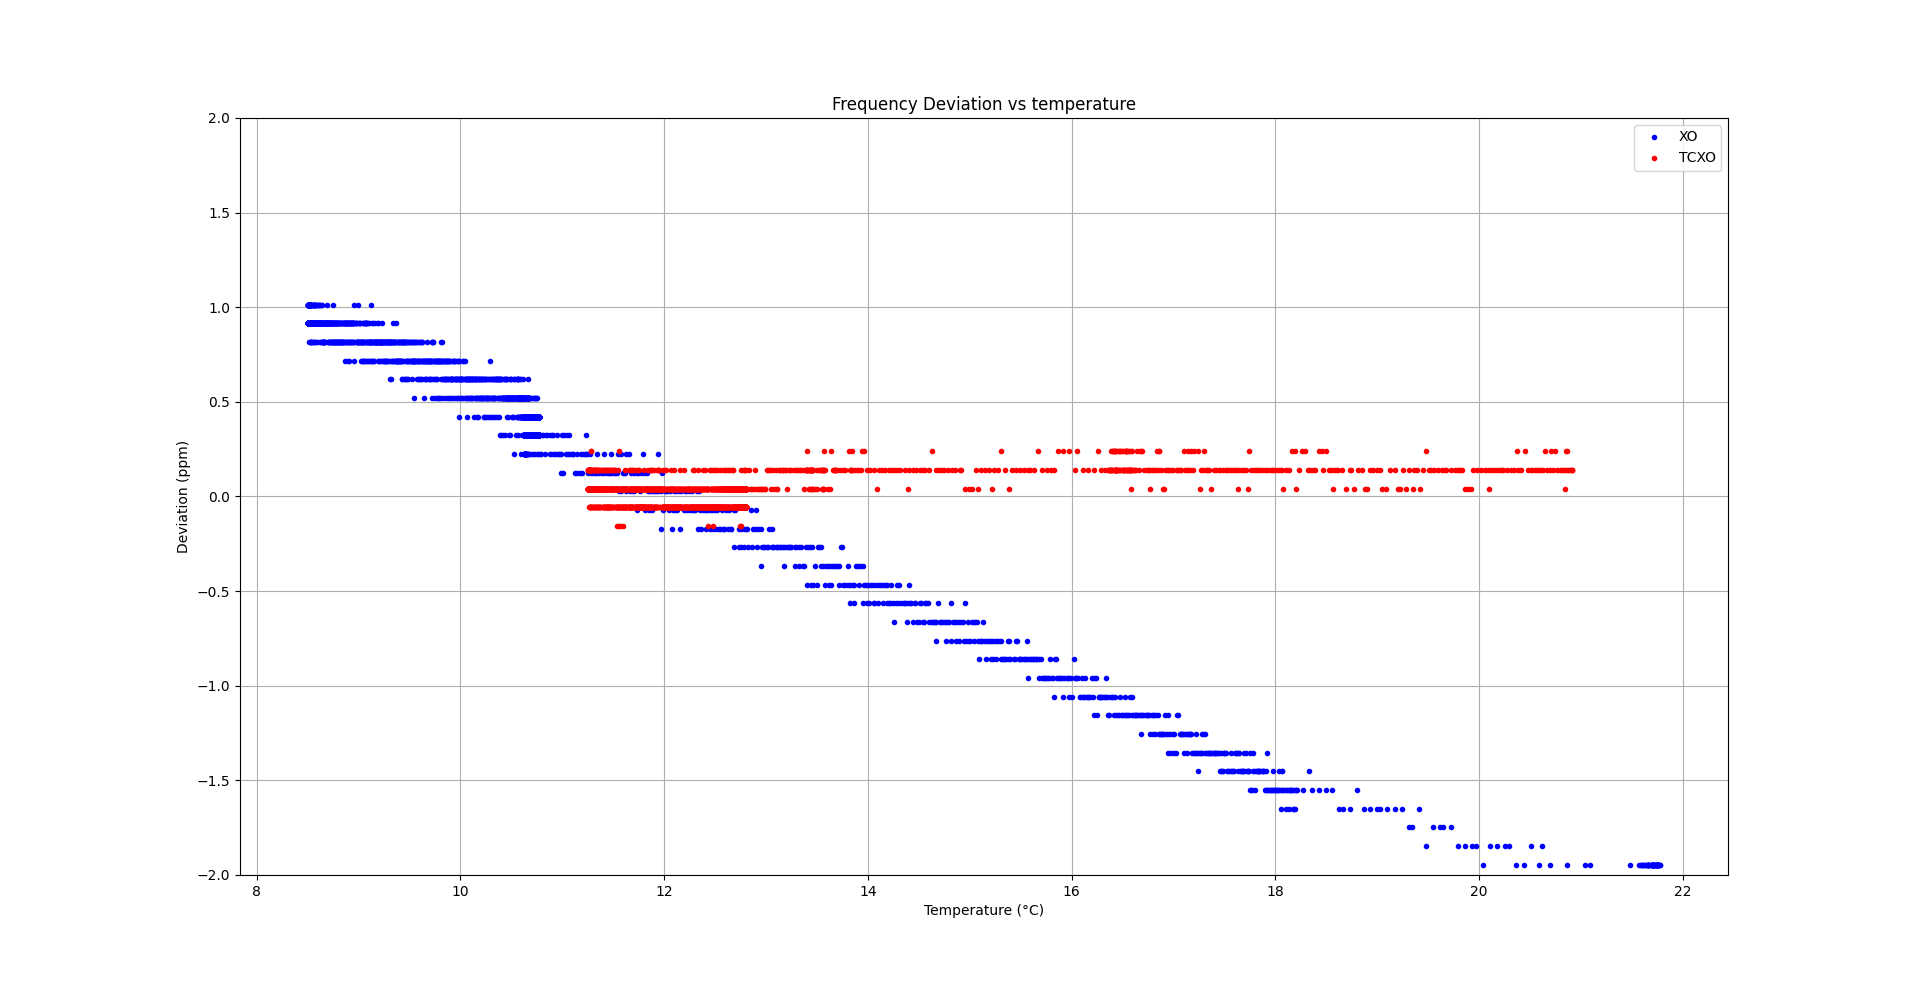 Frequency Deviation vs temperature
XO
TCXO
2.0
1.5
1.0
0.5
0.0
−0.5
−1.0
−1.5
−2.0
Deviation (ppm)
8 10 12 14 16 18 20 22
Temperature (°C)